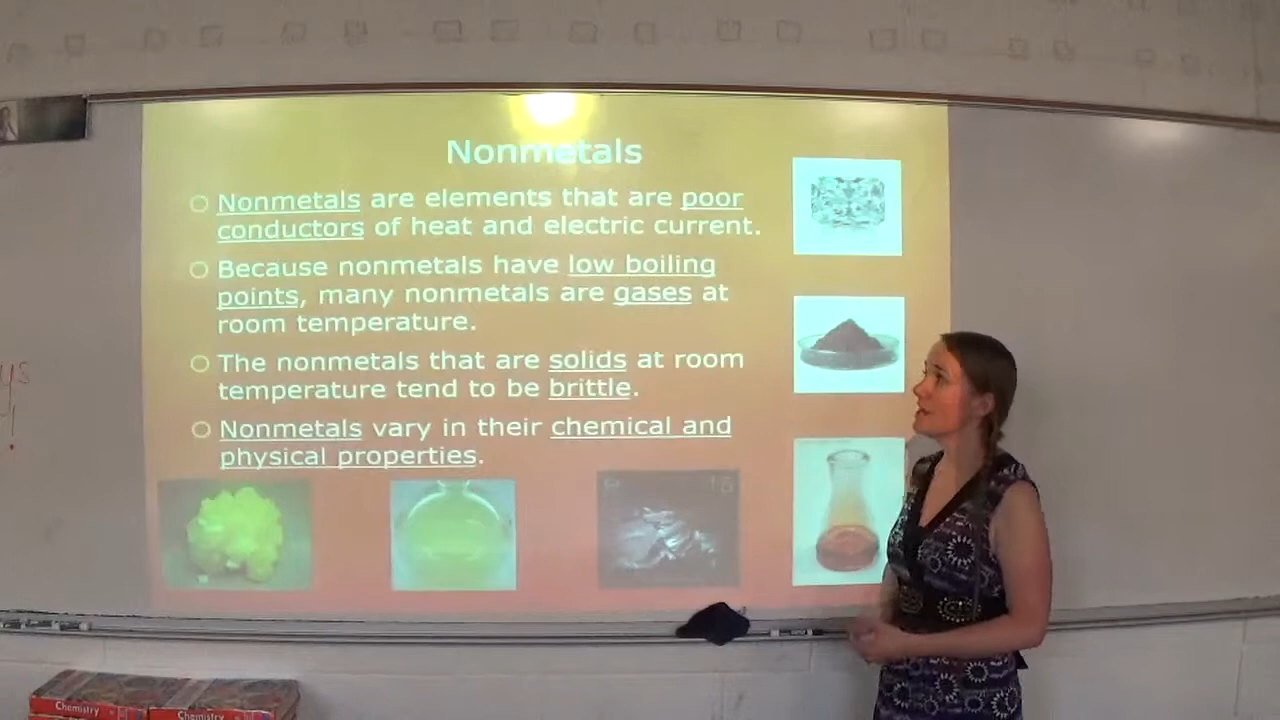 Nonmetals
Nonmetals are elements that are poor
conductors of heat and electric current.
Because nonmetals have low boiling
points, many nonmetals are gases at
room temperature.
The nonmetals that are solids at room
temperature tend to be brittle.
Nonmetals vary in their chemical and
physical properties.
P 15
Chemistry
Chemistry